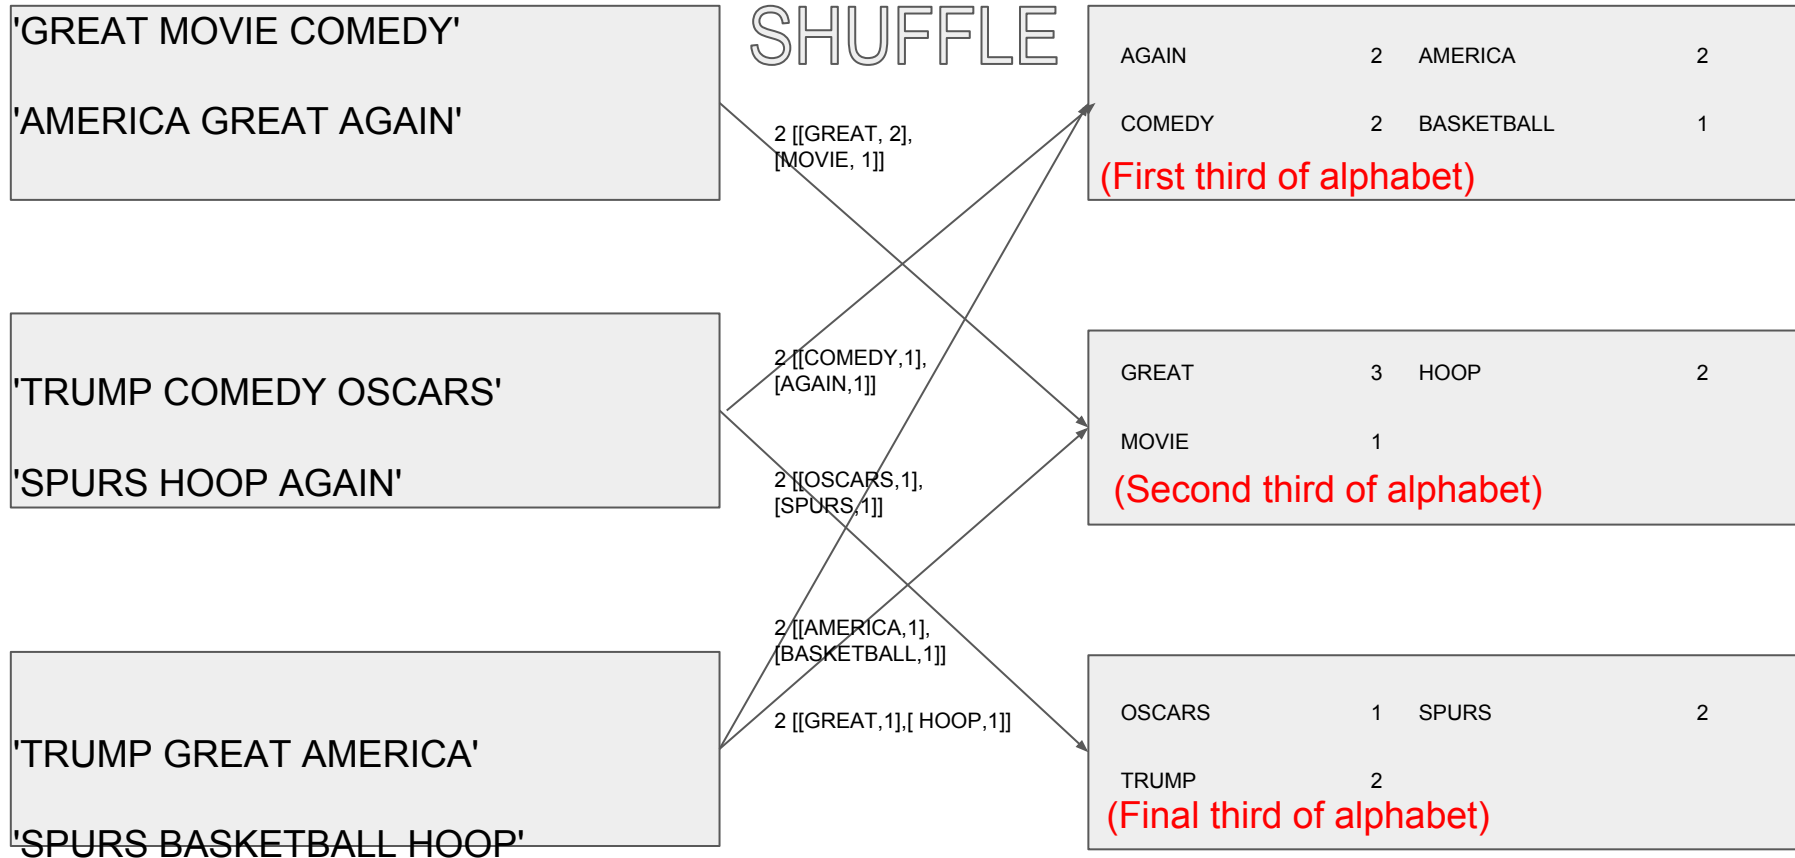 'GREAT MOVIE COMEDY'
'AMERICA GREAT AGAIN'
'TRUMP COMEDY OSCARS'
'SPURS HOOP AGAIN'
'TRUMP GREAT AMERICA'
'SPURS BASKETBALL HOOP'
SHUFFLE
2 [[GREAT, 2],
[MOVIE, 1]]
2 [[COMEDY,1],
[AGAIN,1]]
2 [[OSCARS,1],
[SPURS,1]]
2 [[AMERICA,1],
[BASKETBALL,1]]
2 [[GREAT,1],[ HOOP,1]]
AGAIN 2 AMERICA 2
COMEDY 2 BASKETBALL 1
(First third of alphabet)
GREAT 3 HOOP 2
MOVIE 1
(Second third of alphabet)
OSCARS 1 SPURS 2
TRUMP 2
(Final third of alphabet)